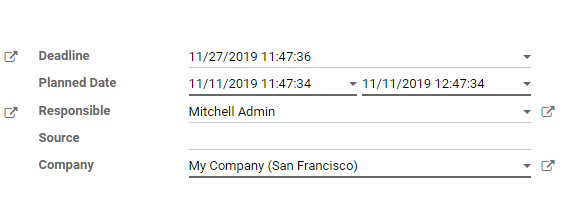 Deadline 11/27/2019 11:47:36
Planned Date 11/11/2019 11:47:34 11/11/2019 12:47:34
Responsible Mitchell Admin
Source
Company My Company (San Francisco)